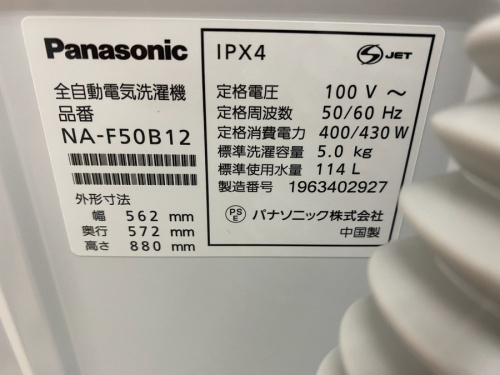 Panasonic
全自動電気洗濯機
品番
NA-F50B12
外形寸法
幅 562 mm
奥行 572 mm
高さ 880 mm
IPX4
S JET
定格電圧 100 V ～
定格周波数 50/60 Hz
定格消費電力 400/430 W
標準洗濯容量 5.0 kg
標準使用水量 114 L
製造番号 1963402927
PS E パナソニック株式会社
中国製